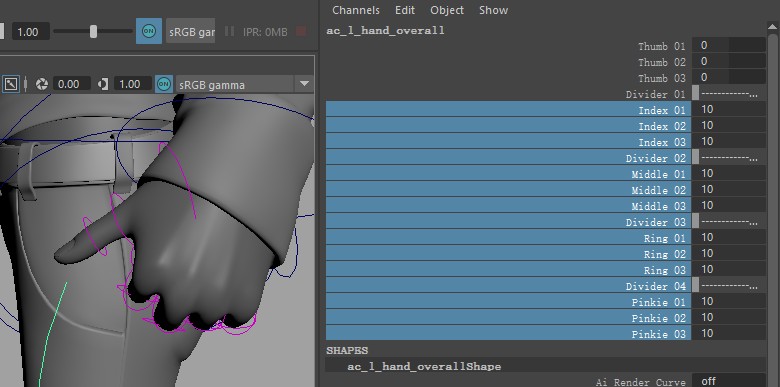 Channels Edit Object Show
1.00 ON sRGB gar IPR: 0MB
ac_l_hand_overall
Thumb 01 0
Thumb 02 0
0.00 1.00 ON sRGB gamma
Thumb 03 0
Divider 01 ------------...
Index 01 10
Index 02 10
Index 03 10
Divider 02 ------------...
Middle 01 10
Middle 02 10
Middle 03 10
Divider 03 ------------...
Ring 01 10
Ring 02 10
Ring 03 10
Divider 04 ------------...
Pinkie 01 10
Pinkie 02 10
Pinkie 03 10
SHAPES
ac_l_hand_overallShape
Ai Render Curve off